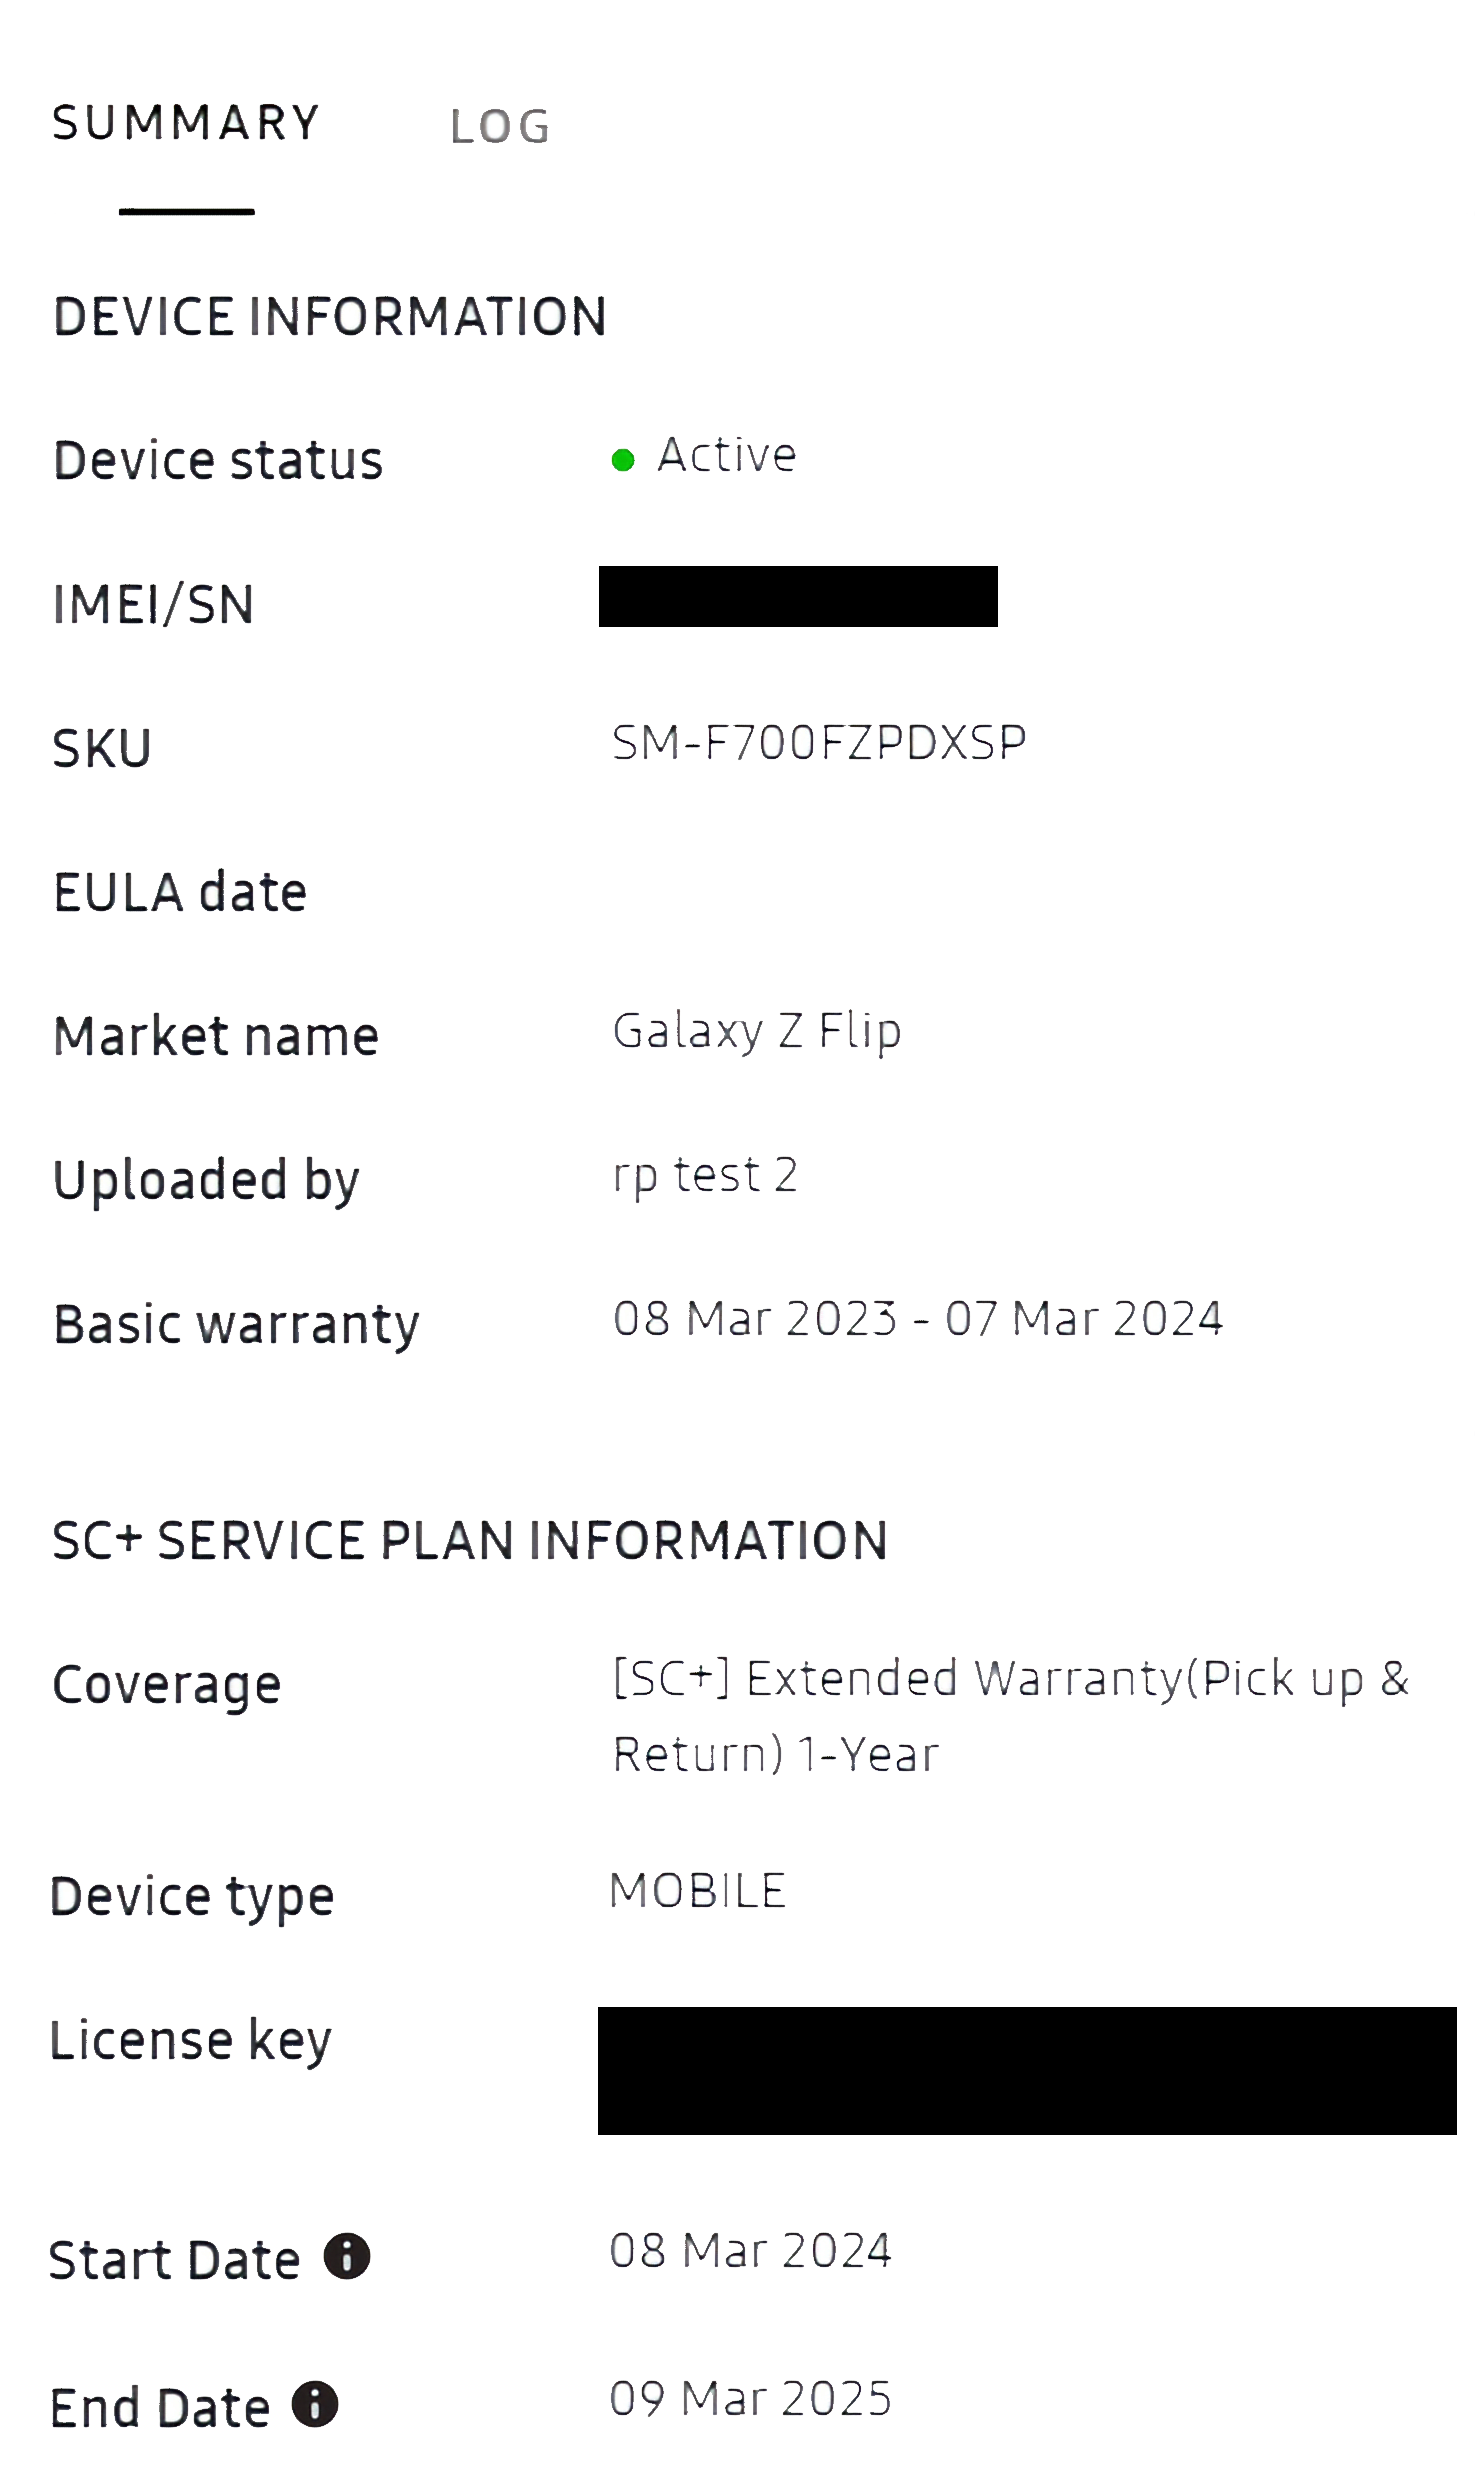 SUMMARY LOG
DEVICE INFORMATION
Device status Active
IMEI/SN
SKU SM-F700FZPDXSP
EULA date
Market name Galaxy Z Flip
Uploaded by rp test 2
Basic warranty 08 Mar 2023 - 07 Mar 2024
SC+ SERVICE PLAN INFORMATION
Coverage [SC+] Extended Warranty(Pick up &
Return) 1-Year
Device type MOBILE
License key
Start Date i 08 Mar 2024
End Date i 09 Mar 2025